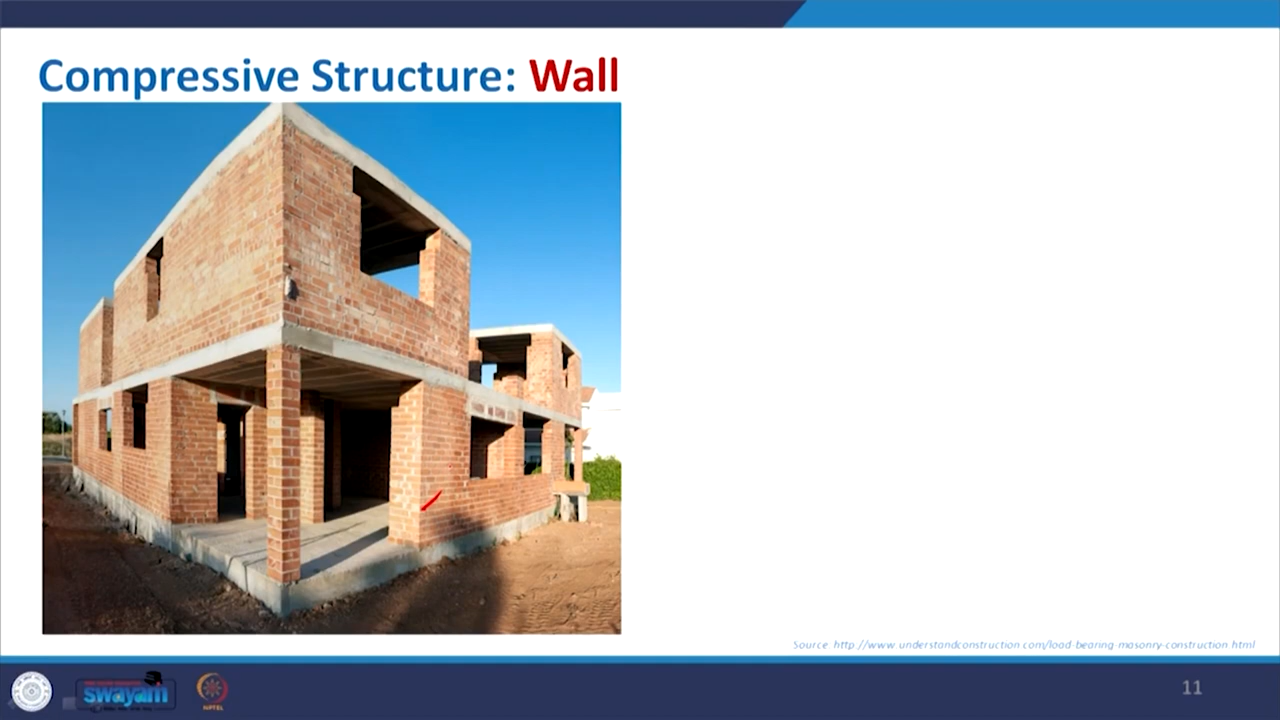 Compressive Structure: Wall
Source: http://www.understandconstruction.com/load-bearing-masonry-construction.html
swayam
NPTEL
11